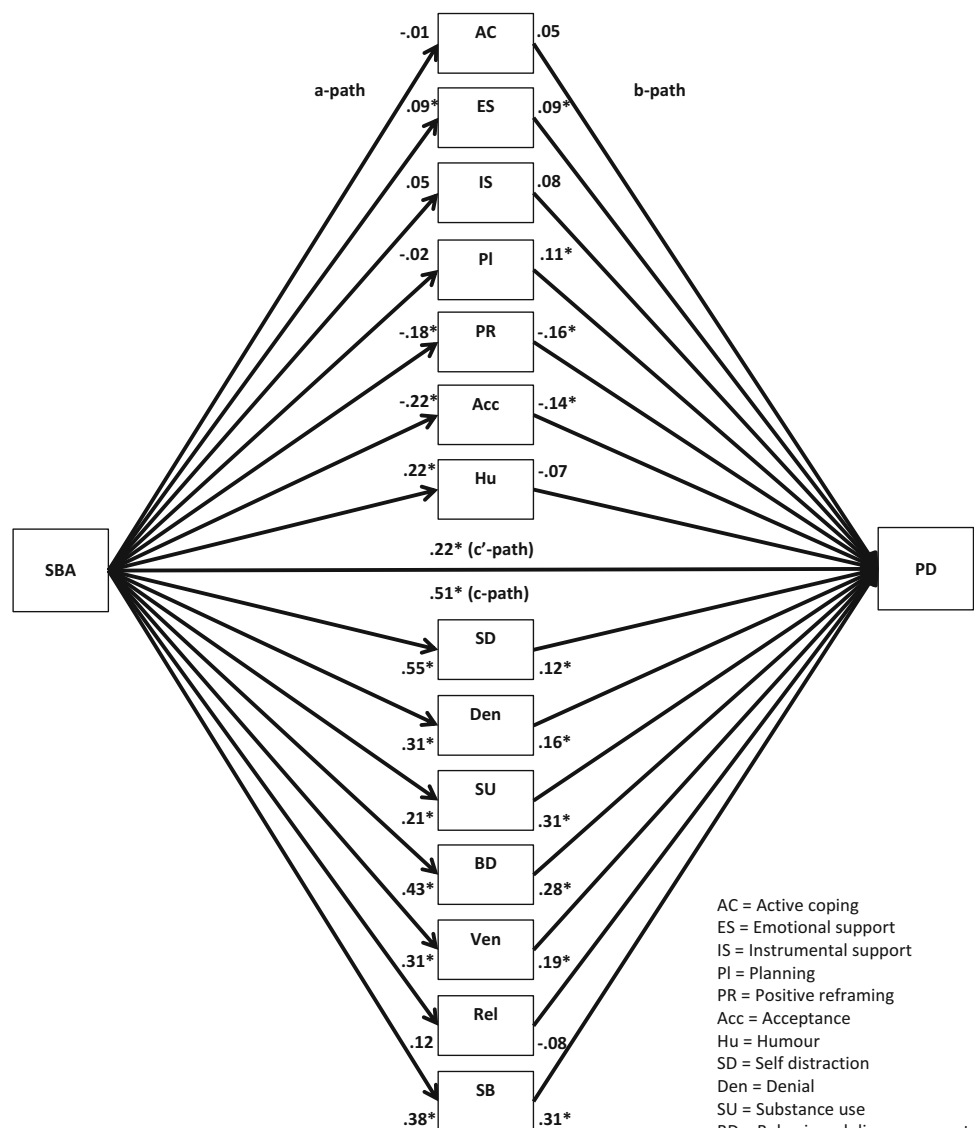 -.01 AC .05
a-path b-path
.09* ES .09*
.05 IS .08
-.02 Pl .11*
-.18* PR -.16*
-.22* Acc -.14*
.22* Hu -.07
.22* (c'-path)
SBA PD
.51* (c-path)
SD
.55* .12*
Den
.31* .16*
SU
.21* .31*
BD
.43* .28*
Ven
.31* .19*
Rel
.12 -.08
SB
.38* .31*
AC = Active coping
ES = Emotional support
IS = Instrumental support
Pl = Planning
PR = Positive reframing
Acc = Acceptance
Hu = Humour
SD = Self distraction
Den = Denial
SU = Substance use